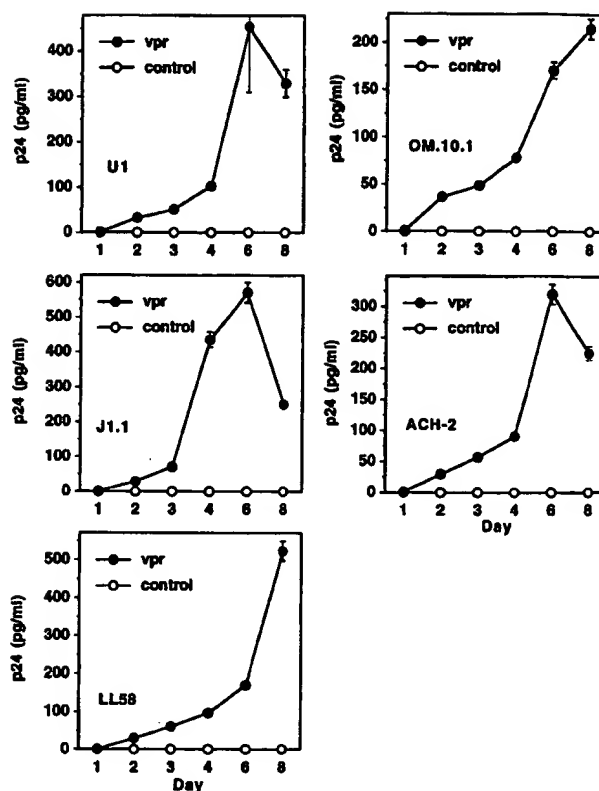 p24 (pg/ml)
400
300
200
100
0
vpr
control
U1
1 2 3 4 6 8
p24 (pg/ml)
200
150
100
50
0
vpr
control
OM.10.1
1 2 3 4 6 8
p24 (pg/ml)
600
500
400
300
200
100
0
vpr
control
J1.1
1 2 3 4 6 8
p24 (pg/ml)
300
250
200
150
100
50
0
vpr
control
ACH-2
1 2 3 4 6 8
Day
p24 (pg/ml)
500
400
300
200
100
0
vpr
control
LL58
1 2 3 4 6 8
Day